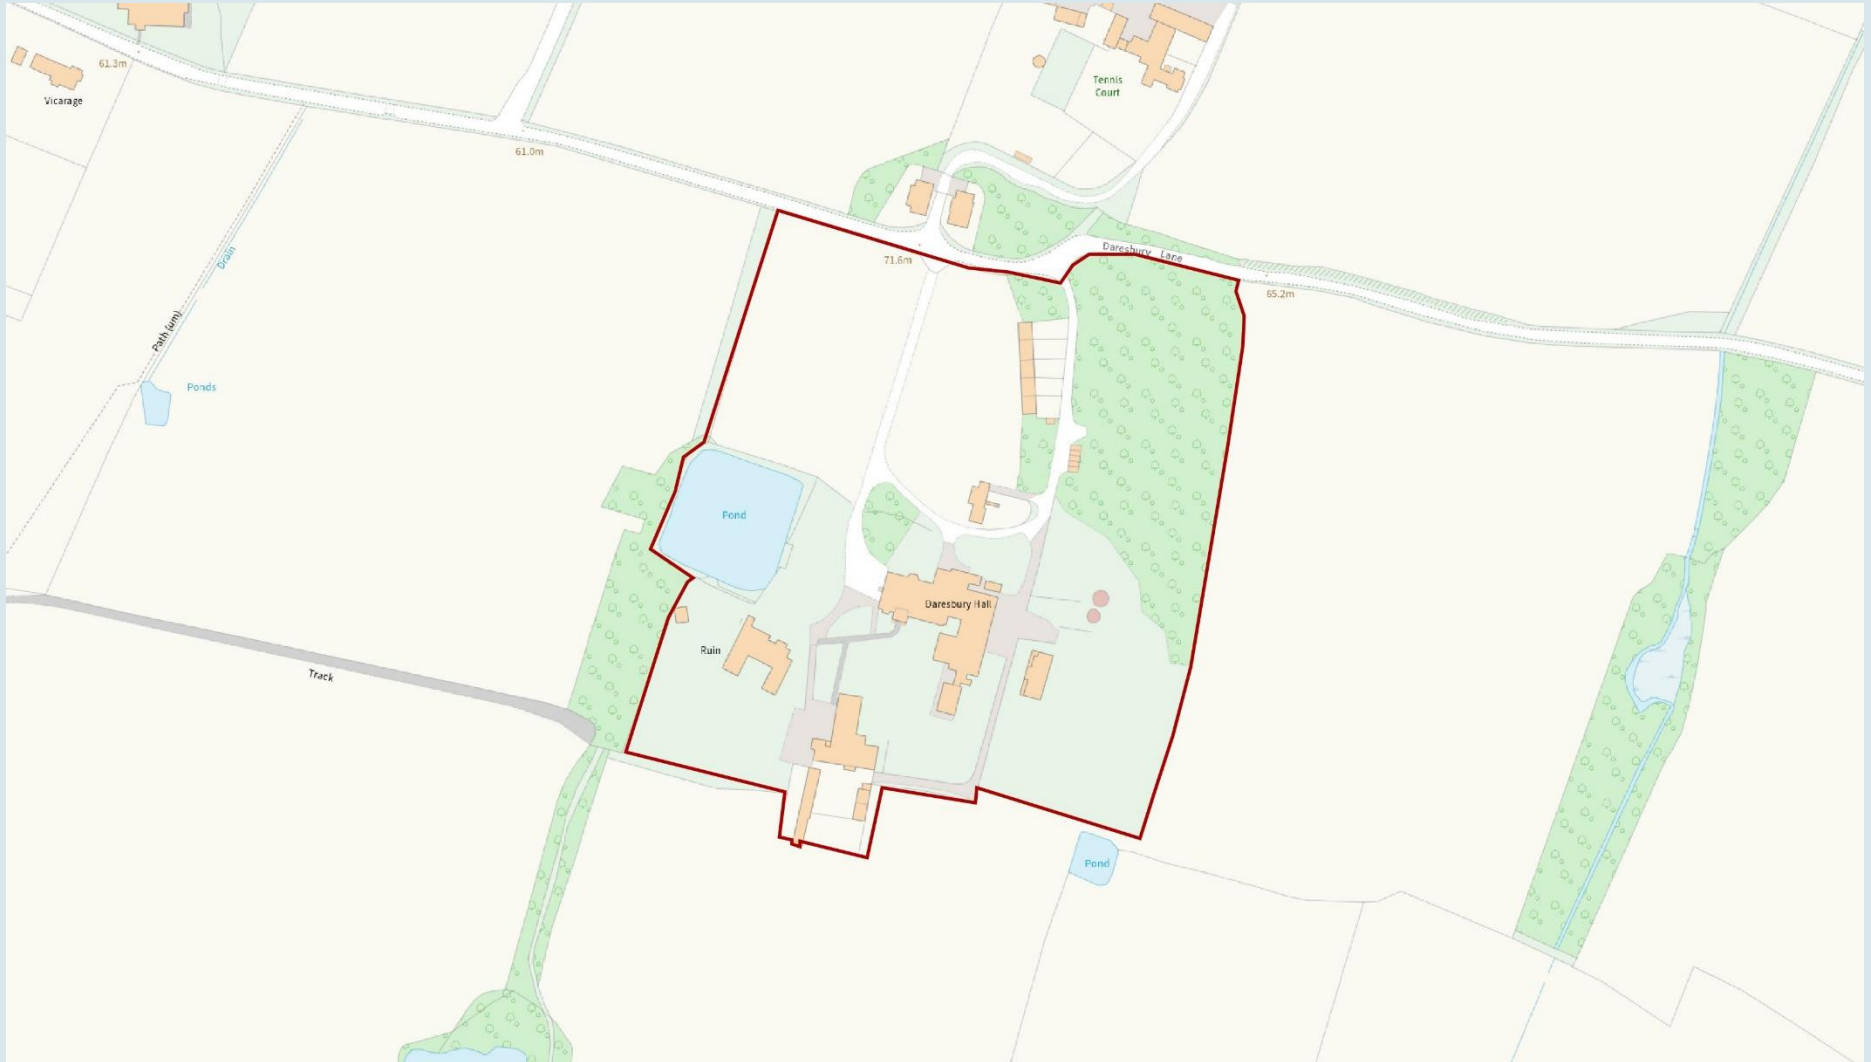 61.3m
Vicarage
Tennis
Court
61.0m
Drain
Daresbury Lane
71.6m
65.2m
Path (um)
Ponds
Pond
Daresbury Hall
Ruin
Track
Pond